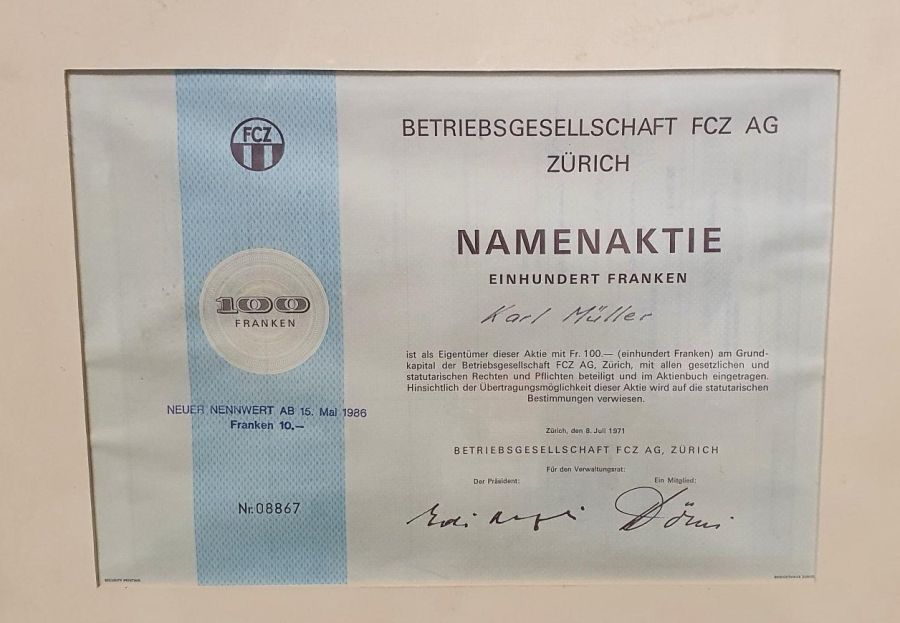 FCZ
100
FRANKEN
NEUER NENNWERT AB 15. Mai 1986
Franken 10.—
Nr.08867
BETRIEBSGESELLSCHAFT FCZ AG
ZÜRICH
NAMENAKTIE
EINHUNDERT FRANKEN
Karl Müller
ist als Eigentümer dieser Aktie mit Fr. 100.— (einhundert Franken) am Grund-
kapital der Betriebsgesellschaft FCZ AG, Zürich, mit allen gesetzlichen und
statutarischen Rechten und Pflichten beteiligt und im Aktienbuch eingetragen.
Hinsichtlich der Übertragungsmöglichkeit dieser Aktie wird auf die statutarischen
Bestimmungen verwiesen.
Zürich, den 8. Juli 1971
BETRIEBSGESELLSCHAFT FCZ AG, ZÜRICH
Für den Verwaltungsrat:
Der Präsident: Ein Mitglied:
SECURITY PRINTING